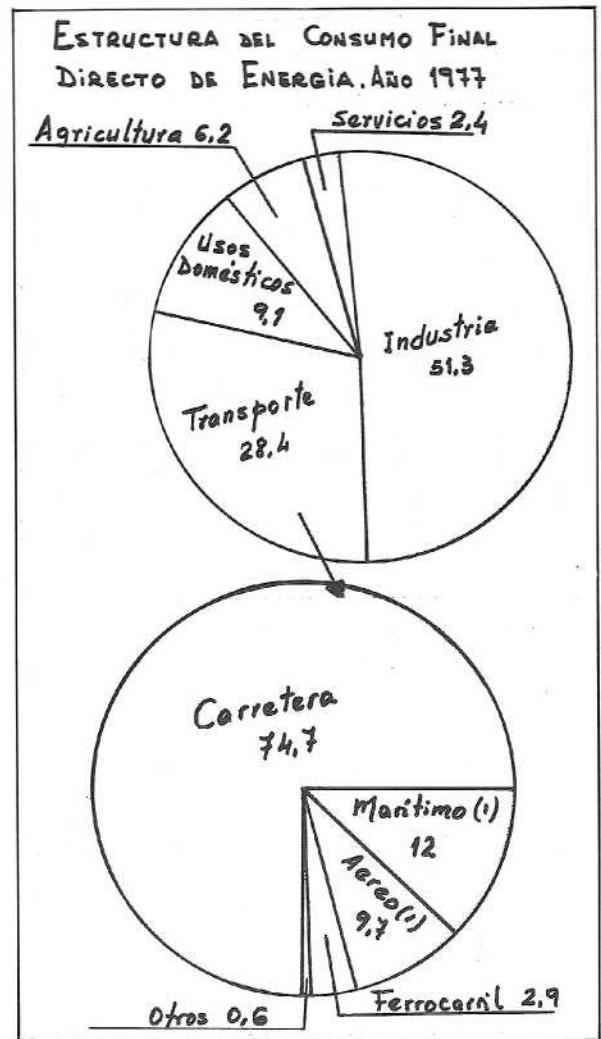 ESTRUCTURA DEL CONSUMO FINAL
DIRECTO DE ENERGIA. AÑO 1977
Agricultura 6,2
Servicios 2,4
Usos
Domésticos
9,1
Industria
51,3
Transporte
28,4
Carretera
74,7
Marítimo (1)
12
Aereo (1)
9,7
Ferrocarril 2,9
Otros 0,6